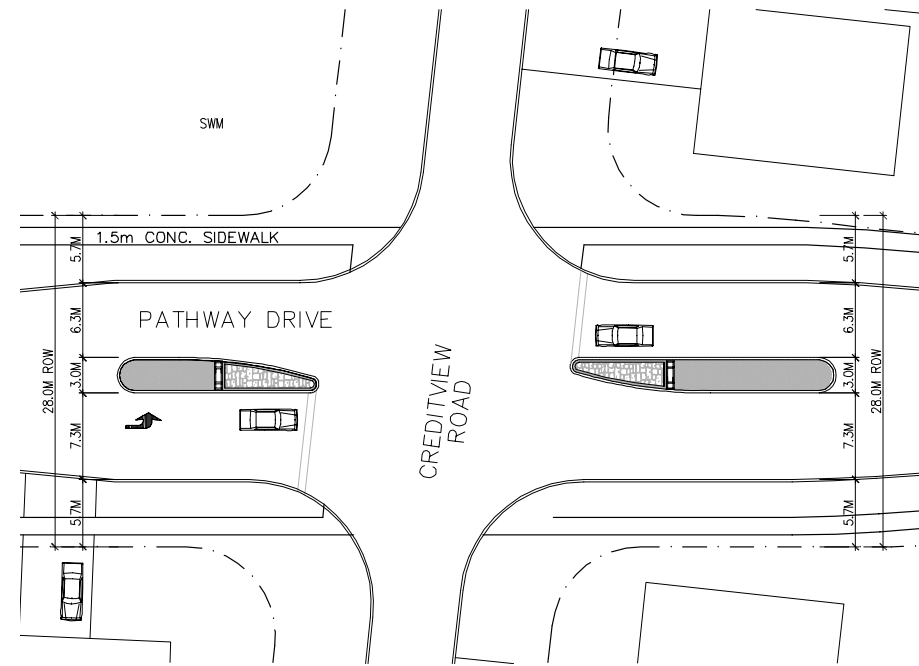 SWM
1.5m CONC. SIDEWALK
5.7M
5.7M
PATHWAY DRIVE
6.3M
6.3M
28.0M ROW
3.0M
CREDITVIEW
ROAD
3.0M
28.0M ROW
7.3M
7.3M
5.7M
5.7M